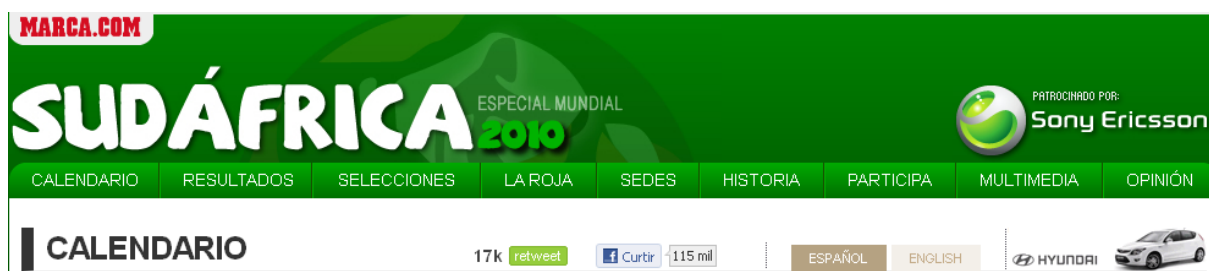 MARCA.COM
SUDÁFRICA
ESPECIAL MUNDIAL
2010
PATROCINADO POR:
Sony Ericsson
CALENDARIO RESULTADOS SELECCIONES LA ROJA SEDES HISTORIA PARTICIPA MULTIMEDIA OPINIÓN
CALENDARIO 17k retweet f Curtir 115 mil ESPAÑOL ENGLISH HYUNDAI